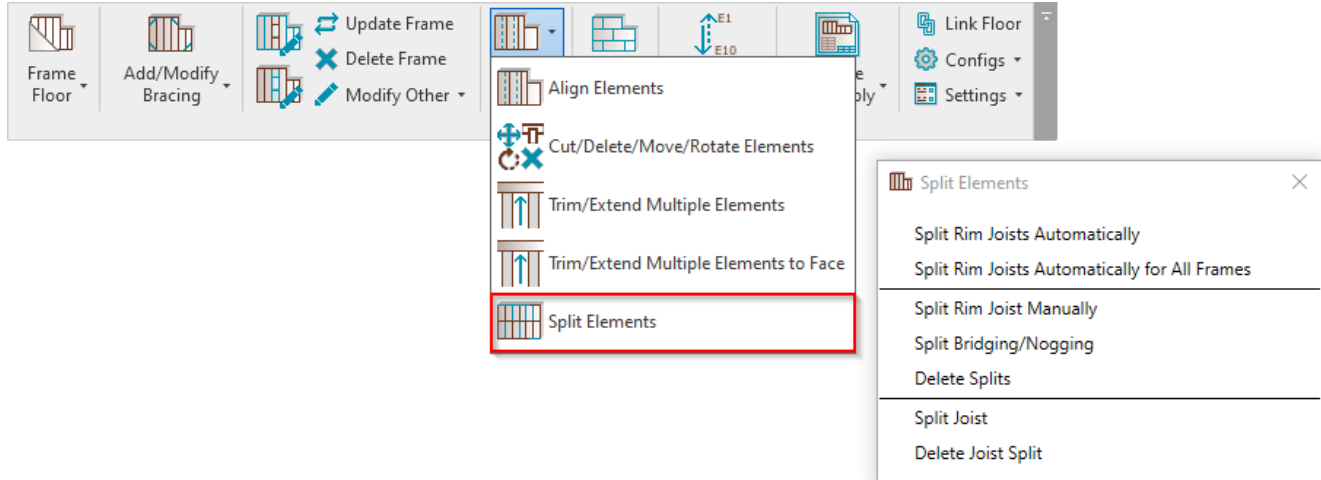 Frame
Floor
Add/Modify
Bracing
Update Frame
Delete Frame
Modify Other
E1
E10
Link Floor
Configs
Settings
Align Elements
Cut/Delete/Move/Rotate Elements
Trim/Extend Multiple Elements
Trim/Extend Multiple Elements to Face
Split Elements
Split Elements
Split Rim Joists Automatically
Split Rim Joists Automatically for All Frames
Split Rim Joist Manually
Split Bridging/Nogging
Delete Splits
Split Joist
Delete Joist Split